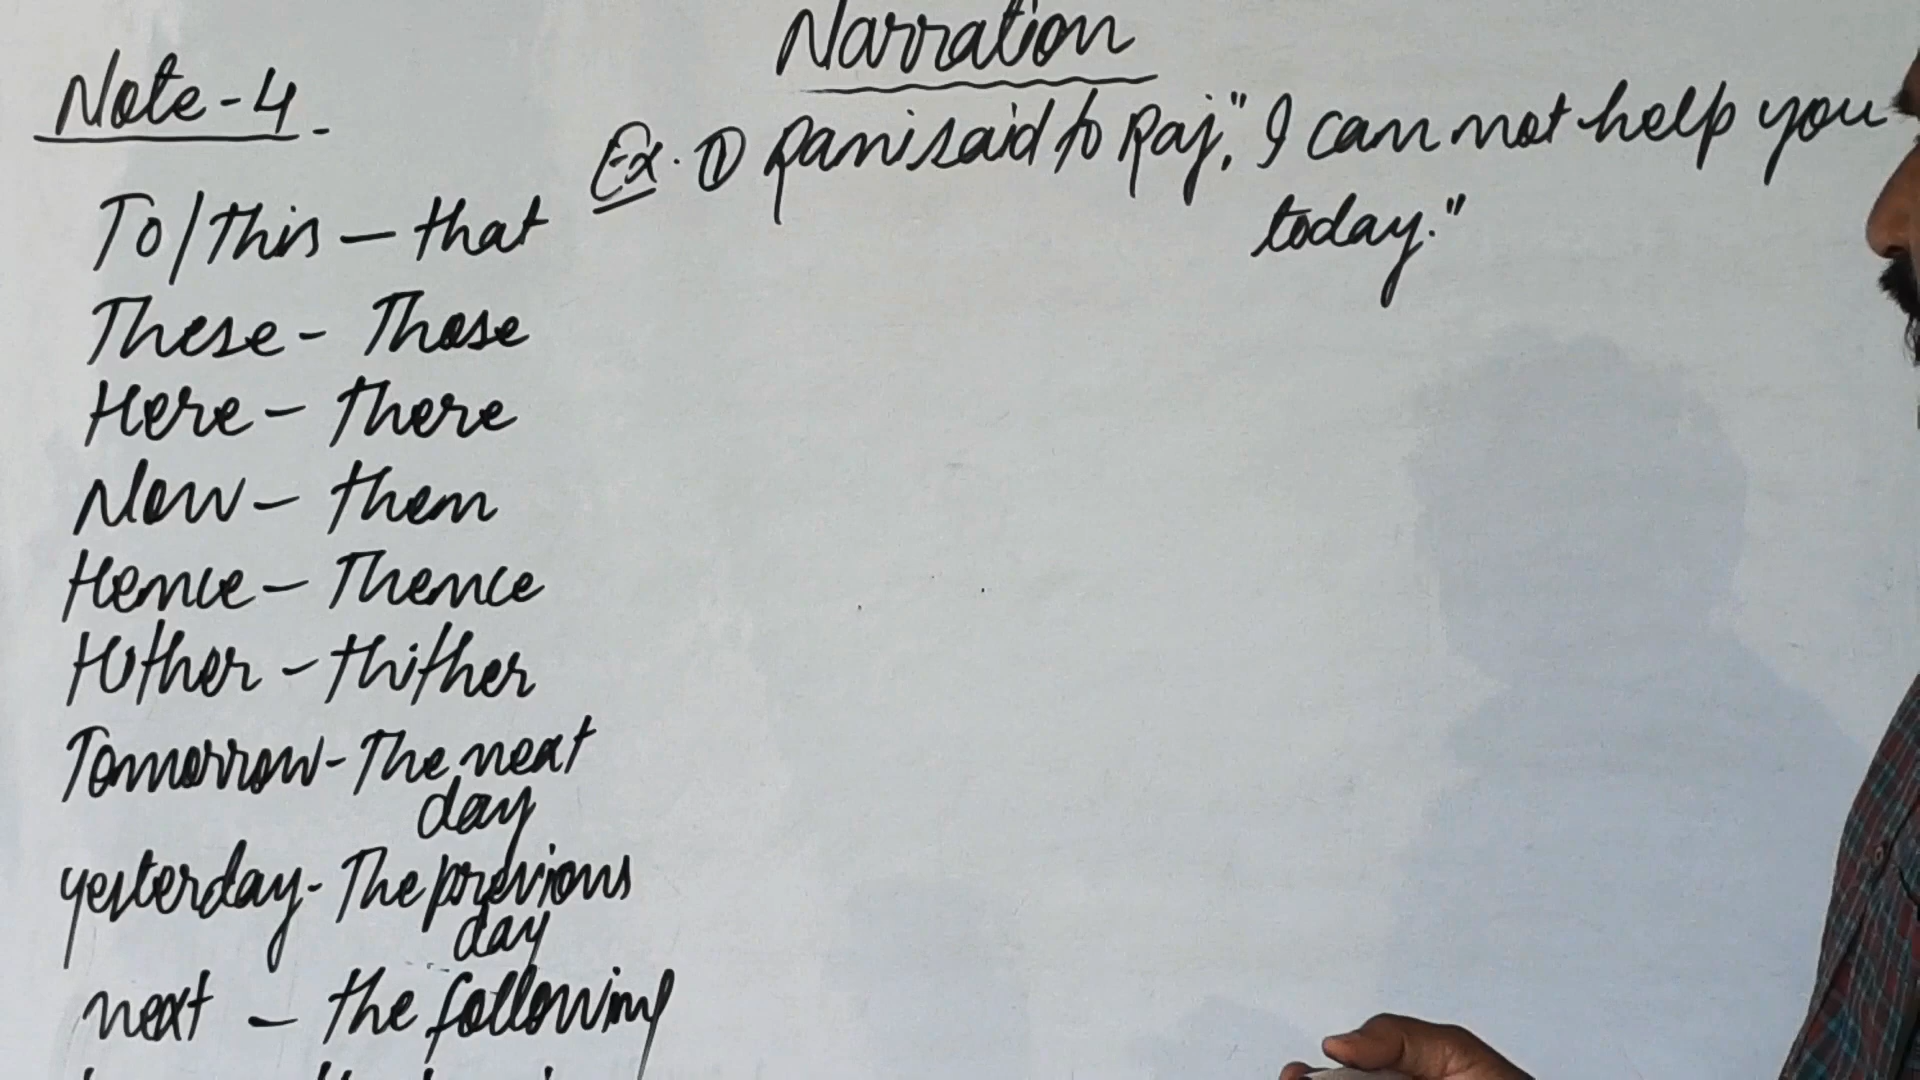 Narration
Note-4.
Ex. ① Rani said to Raj, "I can not help you
today."
To/This – that
These - Those
Here – there
Now – then
Hence – Thence
Hither – thither
Tomorrow - The next
day
yesterday - The previous
day
next – the following